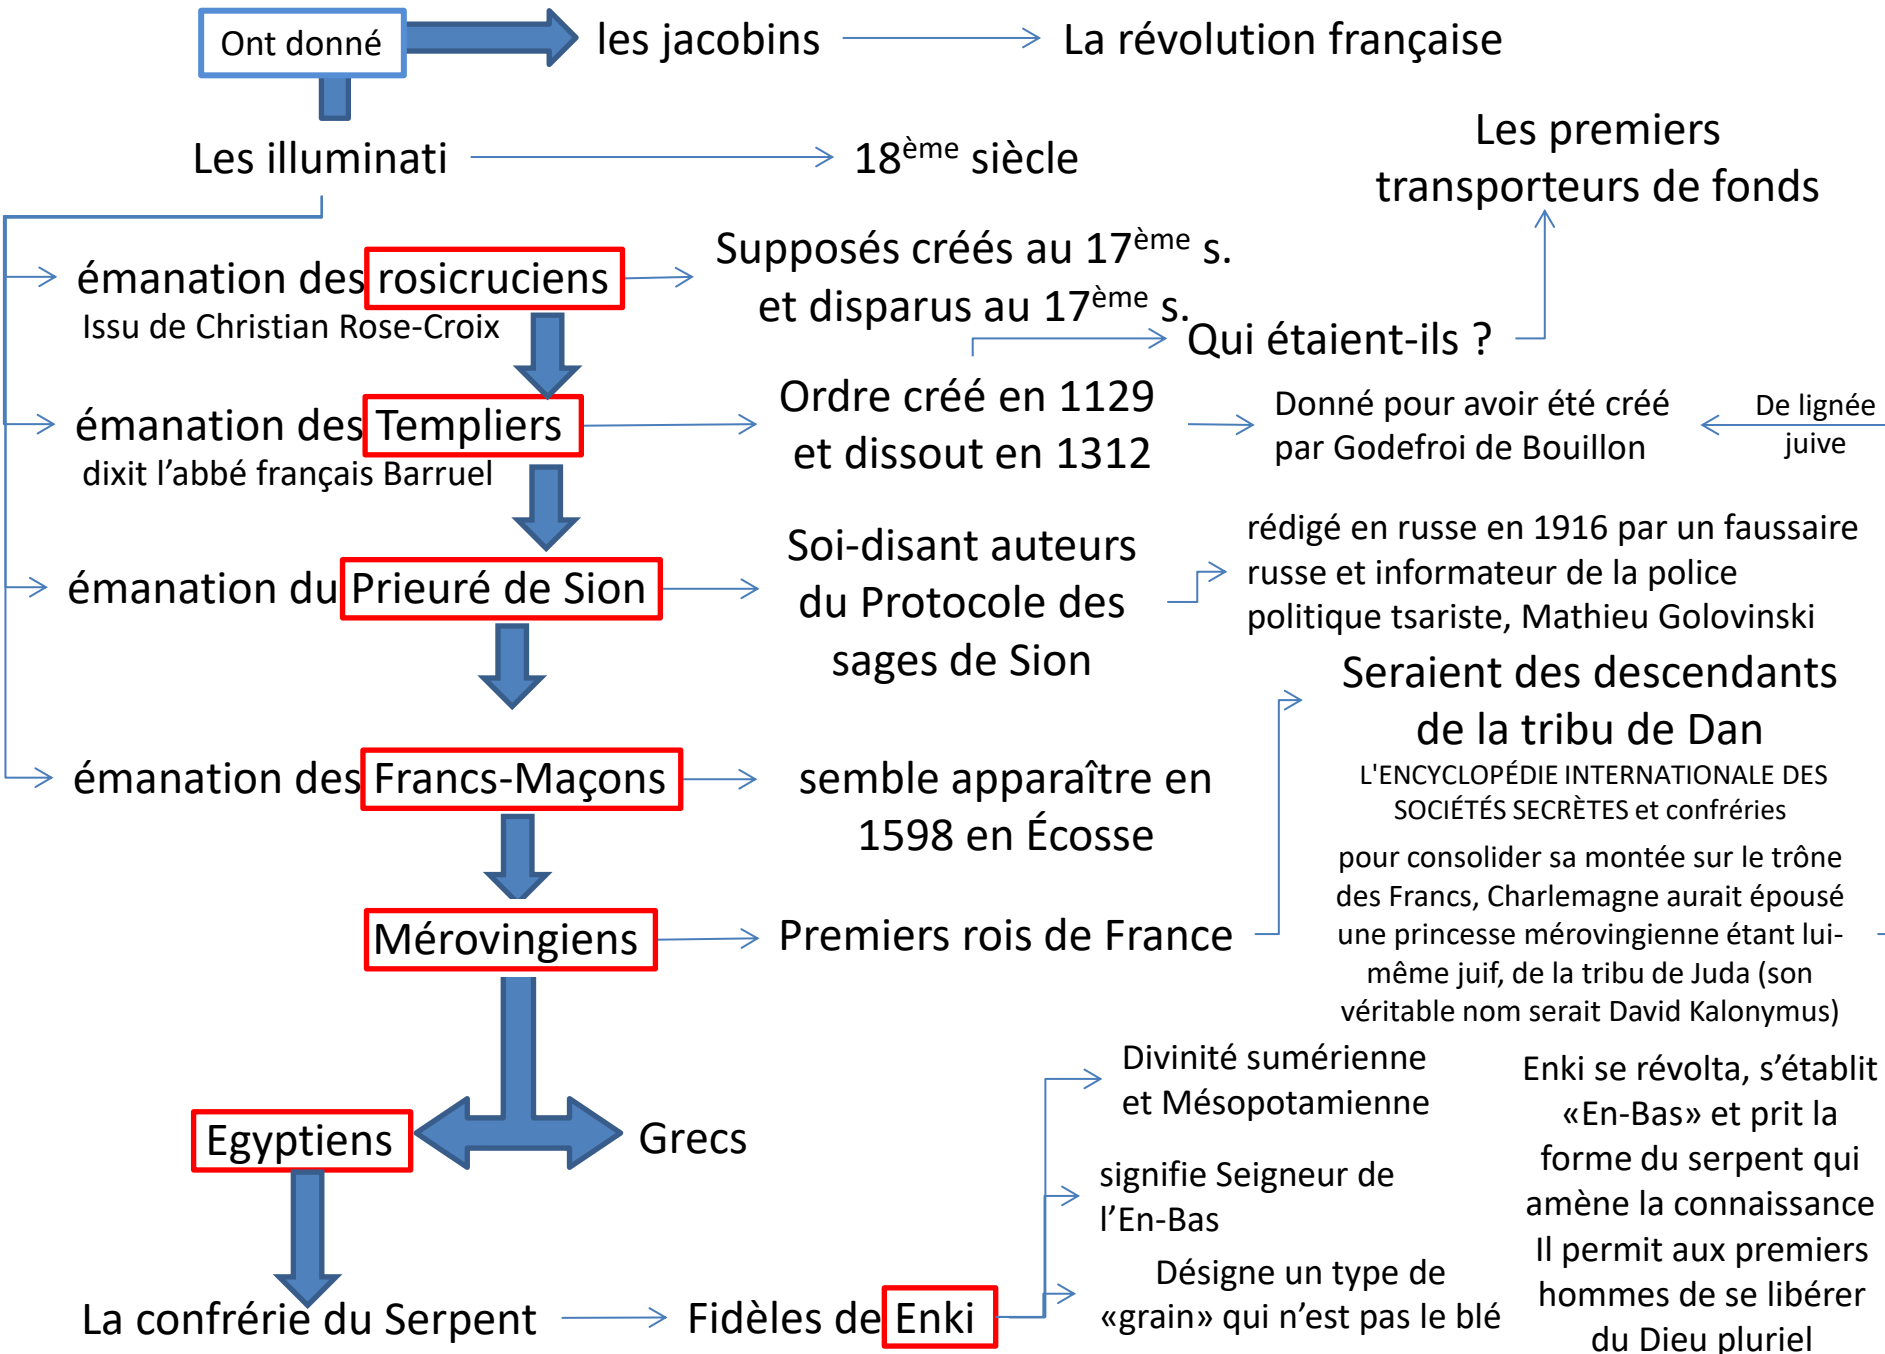 Ont donné
les jacobins
La révolution française
Les illuminati
18ème siècle
Les premiers
transporteurs de fonds
émanation des rosicruciens
Issu de Christian Rose-Croix
Supposés créés au 17ème s.
et disparus au 17ème s.
Qui étaient-ils ?
émanation des Templiers
dixit l’abbé français Barruel
Ordre créé en 1129
et dissout en 1312
Donné pour avoir été créé
par Godefroi de Bouillon
De lignée
juive
émanation du Prieuré de Sion
Soi-disant auteurs
du Protocole des
sages de Sion
rédigé en russe en 1916 par un faussaire
russe et informateur de la police
politique tsariste, Mathieu Golovinski
émanation des Francs-Maçons
semble apparaître en
1598 en Écosse
Seraient des descendants
de la tribu de Dan
L'ENCYCLOPÉDIE INTERNATIONALE DES
SOCIÉTÉS SECRÈTES et confréries
pour consolider sa montée sur le trône
des Francs, Charlemagne aurait épousé
une princesse mérovingienne étant lui-
même juif, de la tribu de Juda (son
véritable nom serait David Kalonymus)
Mérovingiens
Premiers rois de France
Egyptiens
Grecs
La confrérie du Serpent
Fidèles de Enki
Divinité sumérienne
et Mésopotamienne
signifie Seigneur de
l’En-Bas
Désigne un type de
«grain» qui n’est pas le blé
Enki se révolta, s’établit
«En-Bas» et prit la
forme du serpent qui
amène la connaissance
Il permit aux premiers
hommes de se libérer
du Dieu pluriel